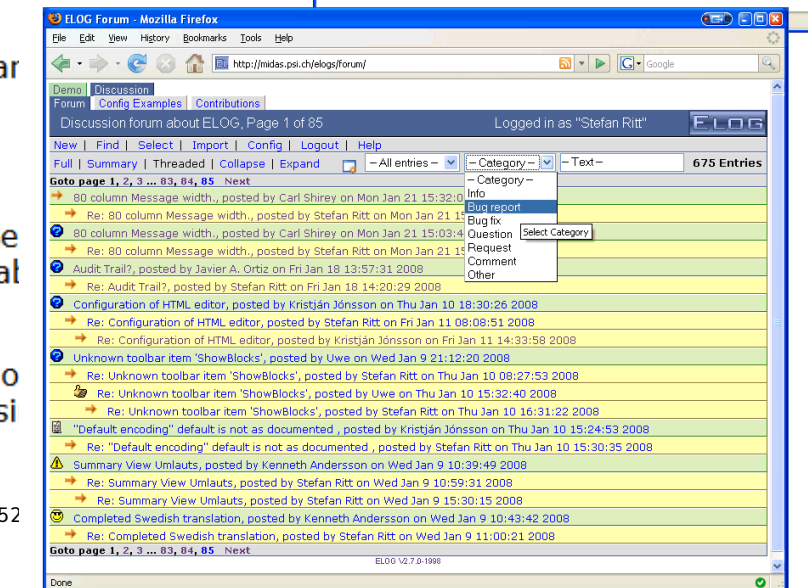 ELOG Forum - Mozilla Firefox
File Edit View History Bookmarks Tools Help
http://midas.psi.ch/elogs/forum/
Google
Demo Discussion
Forum Config Examples Contributions
Discussion forum about ELOG, Page 1 of 85 Logged in as "Stefan Ritt" ELOG
New | Find | Select | Import | Config | Logout | Help
Full | Summary | Threaded | Collapse | Expand – All entries – – Category – – Text – 675 Entries
– Category –
Info
Bug report
Bug fix
Question
Request
Comment
Other
Select Category
Goto page 1, 2, 3 ... 83, 84, 85 Next
80 column Message width., posted by Carl Shirey on Mon Jan 21 15:32:0
Re: 80 column Message width., posted by Stefan Ritt on Mon Jan 21 15
80 column Message width., posted by Carl Shirey on Mon Jan 21 15:03:4
Re: 80 column Message width., posted by Stefan Ritt on Mon Jan 21 15
Audit Trail?, posted by Javier A. Ortiz on Fri Jan 18 13:57:31 2008
Re: Audit Trail?, posted by Stefan Ritt on Fri Jan 18 14:20:29 2008
Configuration of HTML editor, posted by Kristján Jónsson on Thu Jan 10 18:30:26 2008
Re: Configuration of HTML editor, posted by Stefan Ritt on Fri Jan 11 08:08:51 2008
Re: Configuration of HTML editor, posted by Kristján Jónsson on Fri Jan 11 14:33:58 2008
Unknown toolbar item 'ShowBlocks', posted by Uwe on Wed Jan 9 21:12:20 2008
Re: Unknown toolbar item 'ShowBlocks', posted by Stefan Ritt on Thu Jan 10 08:27:53 2008
Re: Unknown toolbar item 'ShowBlocks', posted by Uwe on Thu Jan 10 15:32:40 2008
Re: Unknown toolbar item 'ShowBlocks', posted by Stefan Ritt on Thu Jan 10 16:31:22 2008
"Default encoding" default is not as documented , posted by Kristján Jónsson on Thu Jan 10 15:24:53 2008
Re: "Default encoding" default is not as documented , posted by Stefan Ritt on Thu Jan 10 15:30:35 2008
Summary View Umlauts, posted by Kenneth Andersson on Wed Jan 9 10:39:49 2008
Re: Summary View Umlauts, posted by Stefan Ritt on Wed Jan 9 10:59:31 2008
Re: Summary View Umlauts, posted by Stefan Ritt on Wed Jan 9 15:30:15 2008
Completed Swedish translation, posted by Kenneth Andersson on Wed Jan 9 10:43:42 2008
Re: Completed Swedish translation, posted by Stefan Ritt on Wed Jan 9 11:00:21 2008
Goto page 1, 2, 3 ... 83, 84, 85 Next
ELOG V2.7.0-1998
Done